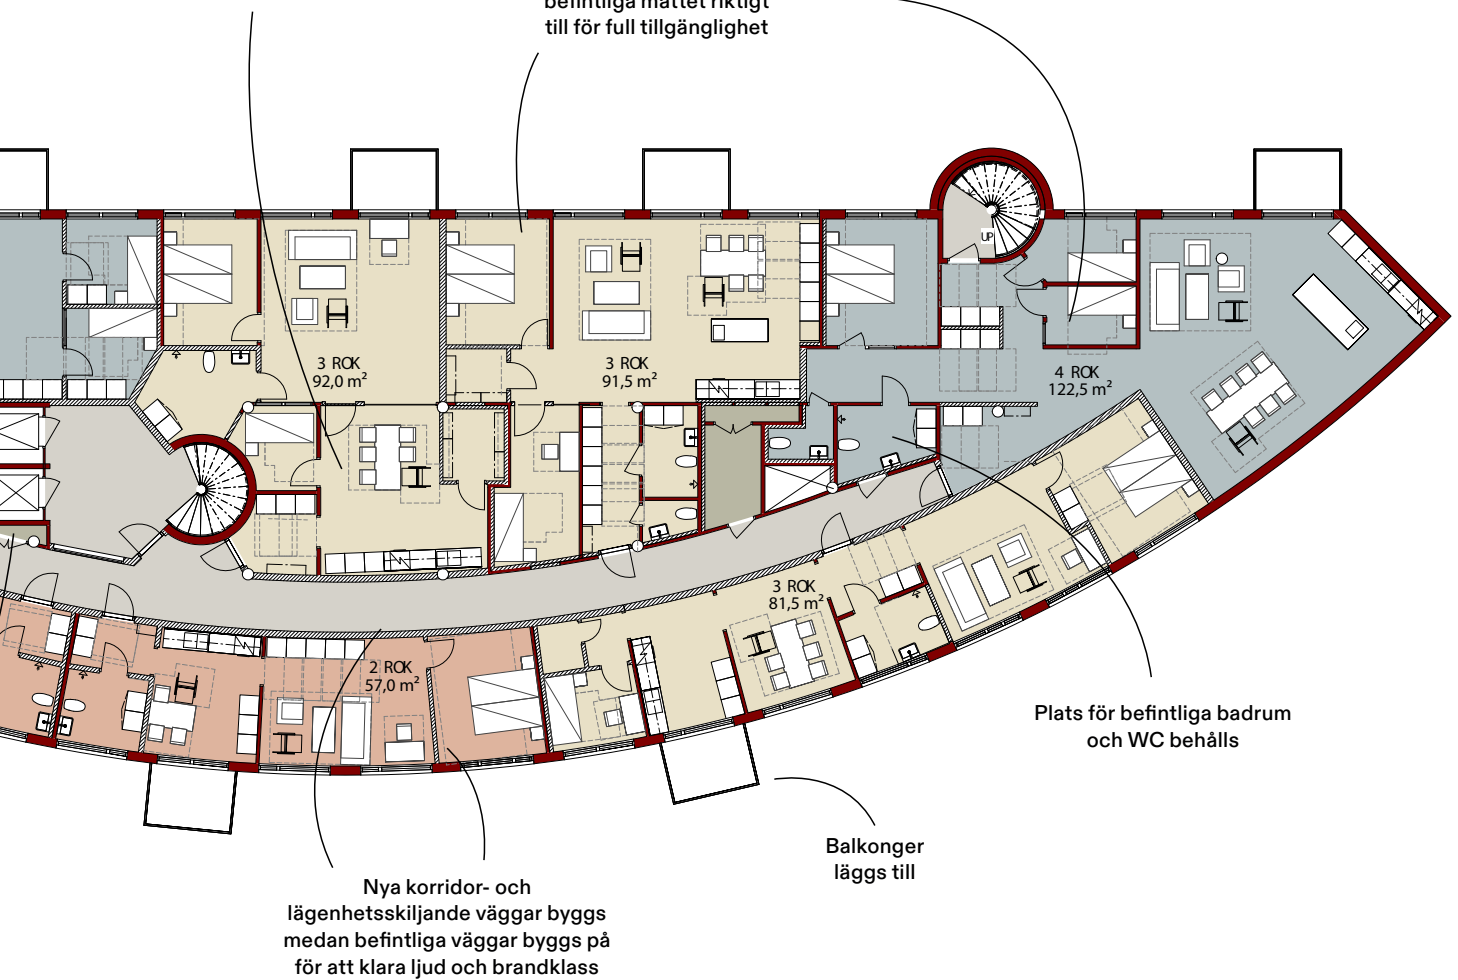 befintliga måttet riktigt
till för full tillgänglighet
UP
3 ROK
92,0 m²
3 ROK
91,5 m²
4 ROK
122,5 m²
3 ROK
81,5 m²
2 ROK
57,0 m²
Plats för befintliga badrum
och WC behålls
Balkonger
läggs till
Nya korridor- och
lägenhetsskiljande väggar byggs
medan befintliga väggar byggs på
för att klara ljud och brandklass